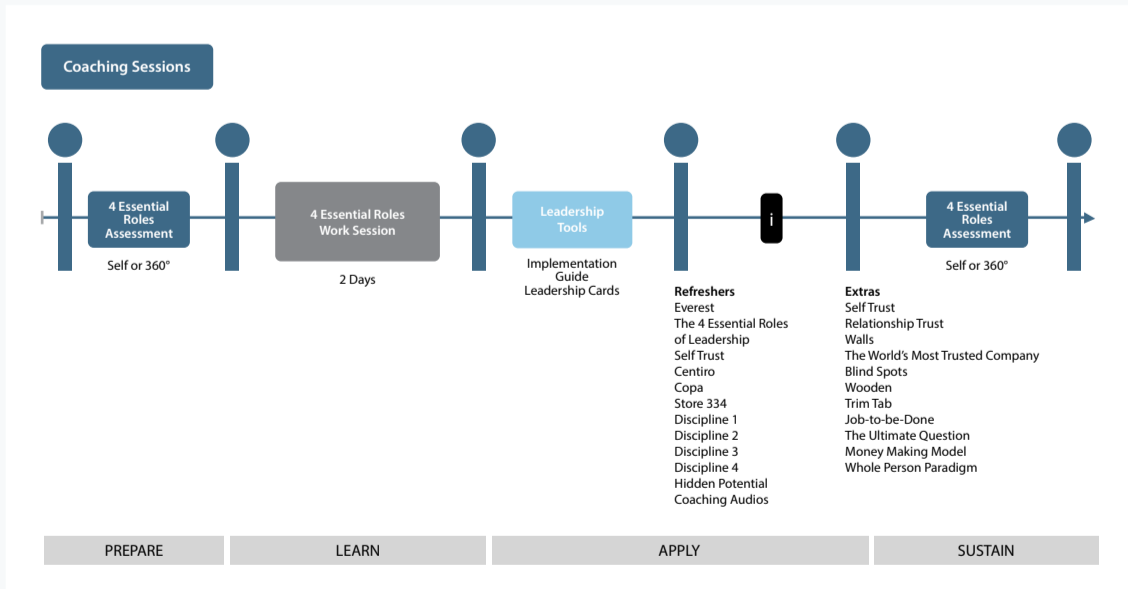 Coaching Sessions
4 Essential
Roles
Assessment
Self or 360°
4 Essential Roles
Work Session
2 Days
Leadership
Tools
Implementation
Guide
Leadership Cards
i
4 Essential
Roles
Assessment
Self or 360°
Refreshers
Everest
The 4 Essential Roles
of Leadership
Self Trust
Centiro
Copa
Store 334
Discipline 1
Discipline 2
Discipline 3
Discipline 4
Hidden Potential
Coaching Audios
Extras
Self Trust
Relationship Trust
Walls
The World’s Most Trusted Company
Blind Spots
Wooden
Trim Tab
Job-to-be-Done
The Ultimate Question
Money Making Model
Whole Person Paradigm
PREPARE
LEARN
APPLY
SUSTAIN